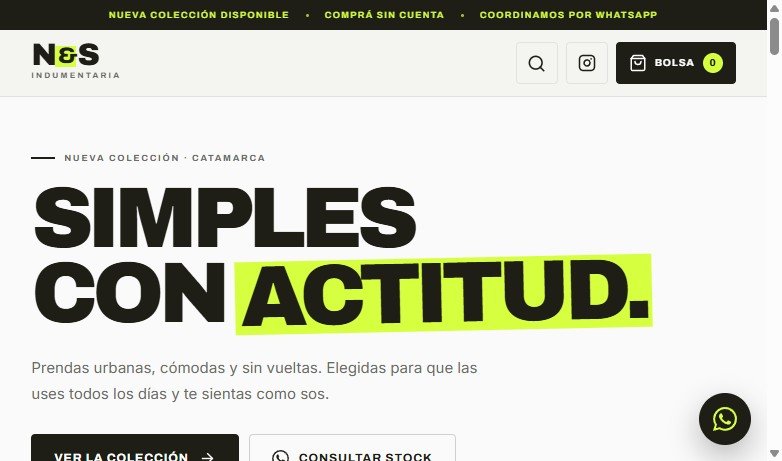 NUEVA COLECCIÓN DISPONIBLE • COMPRÁ SIN CUENTA • COORDINAMOS POR WHATSAPP
N&S
INDUMENTARIA
BOLSA 0
NUEVA COLECCIÓN · CATAMARCA
SIMPLES
CON ACTITUD.
Prendas urbanas, cómodas y sin vueltas. Elegidas para que las
uses todos los días y te sientas como sos.
VER LA COLECCIÓN →
CONSULTAR STOCK